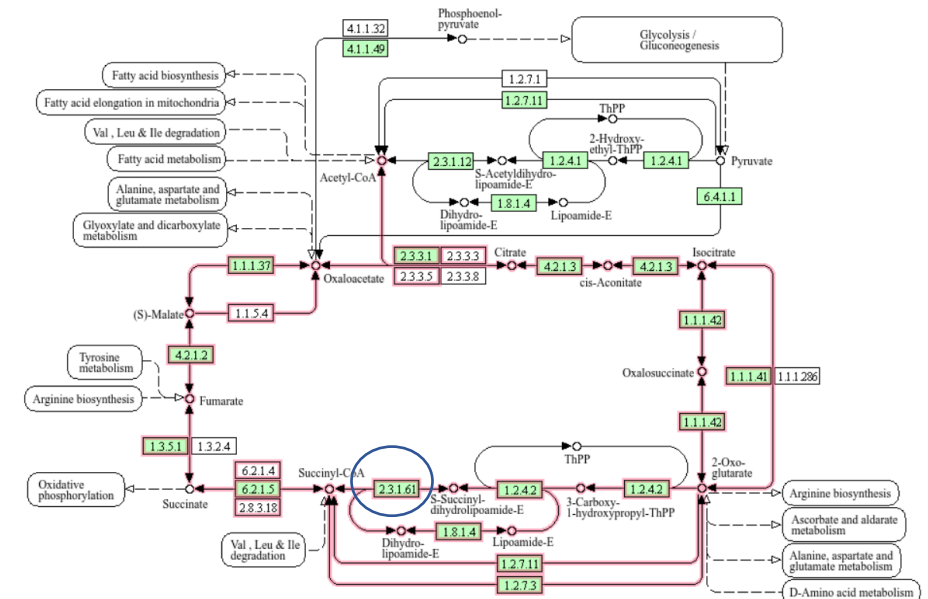 Phosphoenol-
pyruvate
4.1.1.32
4.1.1.49
Glycolysis /
Gluconeogenesis
Fatty acid biosynthesis
Fatty acid elongation in mitochondria
Val , Leu & Ile degradation
Fatty acid metabolism
Alanine, aspartate and
glutamate metabolism
Glyoxylate and dicarboxylate
metabolism
1.2.7.1
1.2.7.11
ThPP
2-Hydroxy-
ethyl-ThPP
Acetyl-CoA
2.3.1.12
S-Acetyldihydro-
lipoamide-E
1.2.4.1
1.2.4.1
Pyruvate
Dihydro-
lipoamide-E
1.8.1.4
Lipoamide-E
6.4.1.1
1.1.1.37
Oxaloacetate
2.3.3.1
2.3.3.3
2.3.3.5
2.3.3.8
Citrate
4.2.1.3
cis-Aconitate
4.2.1.3
Isocitrate
(S)-Malate
1.1.5.4
1.1.1.42
4.2.1.2
Tyrosine
metabolism
Arginine biosynthesis
Fumarate
Oxalosuccinate
1.1.1.41
1.1.1.286
1.1.1.42
1.3.5.1
1.3.2.4
Oxidative
phosphorylation
Succinate
6.2.1.4
6.2.1.5
2.8.3.18
Succinyl-CoA
2.3.1.61
S-Succinyl-
dihydrolipoamide-E
ThPP
1.2.4.2
3-Carboxy-
1-hydroxypropyl-ThPP
1.2.4.2
2-Oxo-
glutarate
Val , Leu & Ile
degradation
Dihydro-
lipoamide-E
1.8.1.4
Lipoamide-E
1.2.7.11
1.2.7.3
Arginine biosynthesis
Ascorbate and aldarate
metabolism
Alanine, aspartate and
glutamate metabolism
D-Amino acid metabolism